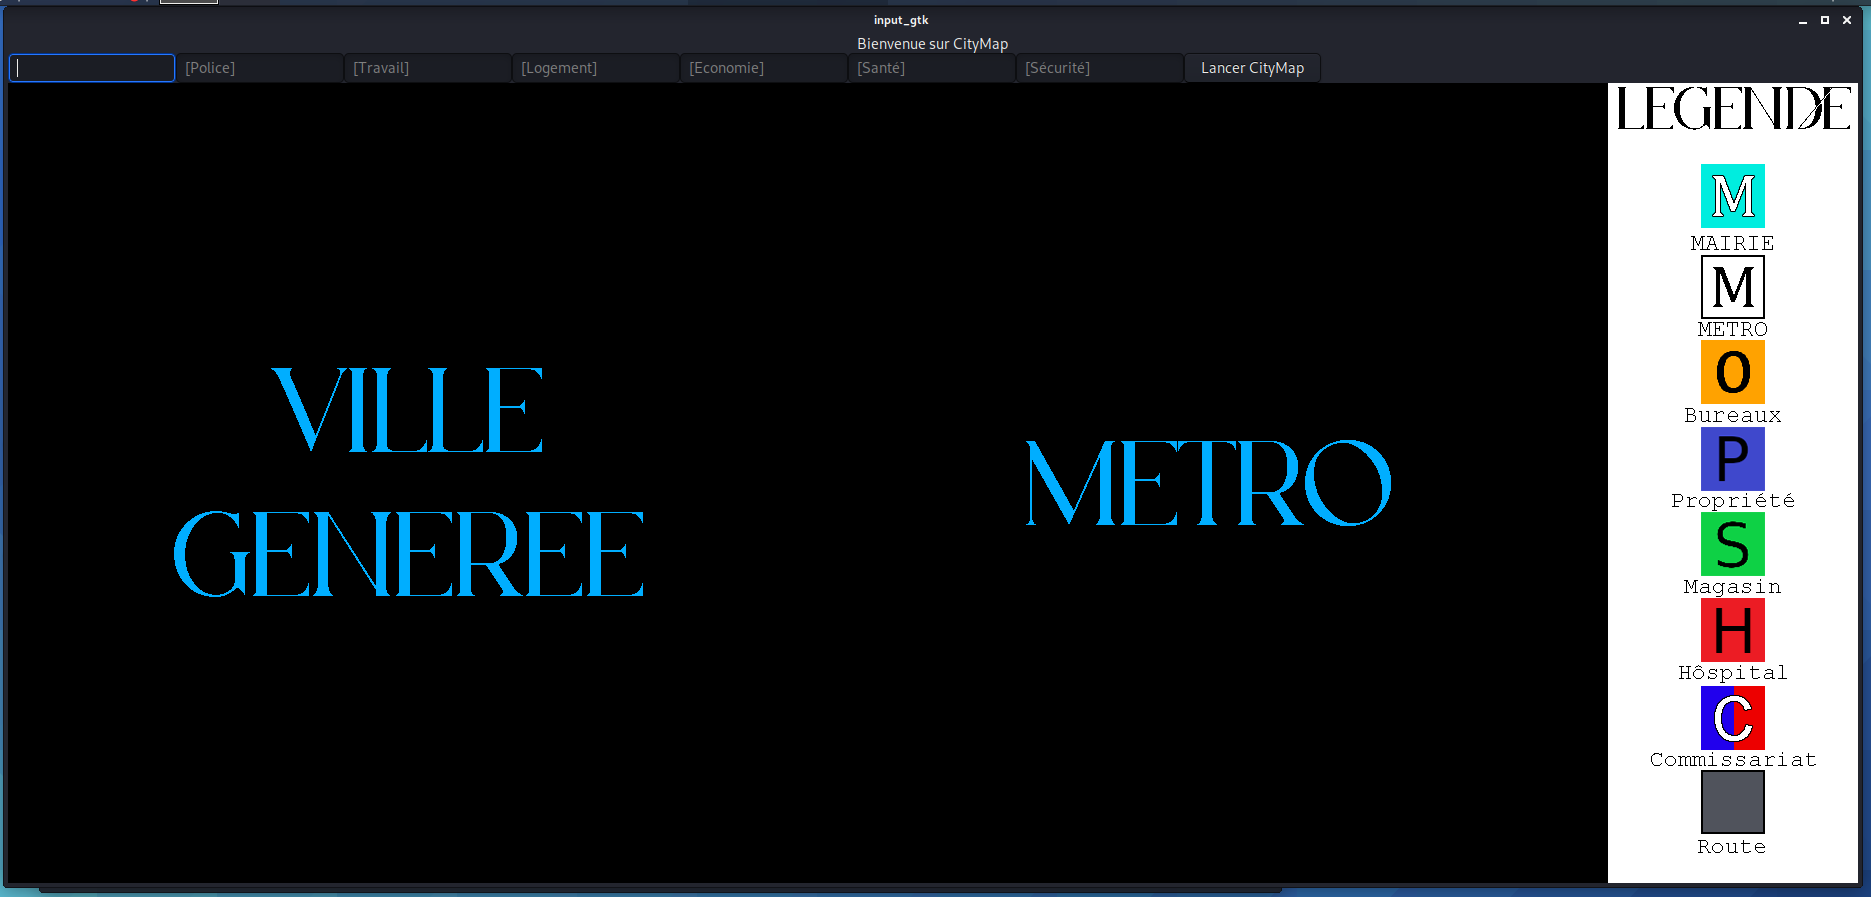 input_gtk
Bienvenue sur CityMap
[Police] [Travail] [Logement] [Economie] [Santé] [Sécurité] Lancer CityMap
VILLE
GENEREE
METRO
LEGENDE
M
MAIRIE
M
METRO
O
Bureaux
P
Propriété
S
Magasin
H
Hôspital
C
Commissariat
Route